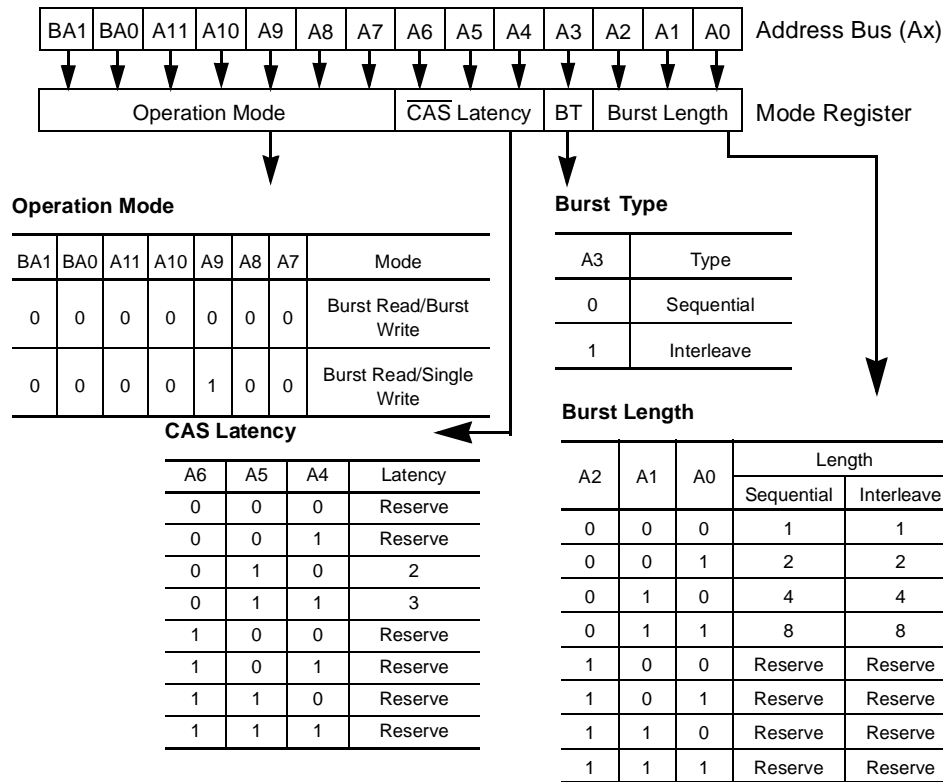 BA1 BA0 A11 A10 A9 A8 A7 A6 A5 A4 A3 A2 A1 A0 Address Bus (Ax)
Operation Mode CAS Latency BT Burst Length Mode Register
Operation Mode
BA1 BA0 A11 A10 A9 A8 A7 Mode
0 0 0 0 0 0 0 Burst Read/Burst
Write
0 0 0 0 1 0 0 Burst Read/Single
Write
Burst Type
A3 Type
0 Sequential
1 Interleave
CAS Latency
A6 A5 A4 Latency
0 0 0 Reserve
0 0 1 Reserve
0 1 0 2
0 1 1 3
1 0 0 Reserve
1 0 1 Reserve
1 1 0 Reserve
1 1 1 Reserve
Burst Length
A2 A1 A0 Length
Sequential Interleave
0 0 0 1 1
0 0 1 2 2
0 1 0 4 4
0 1 1 8 8
1 0 0 Reserve Reserve
1 0 1 Reserve Reserve
1 1 0 Reserve Reserve
1 1 1 Reserve Reserve